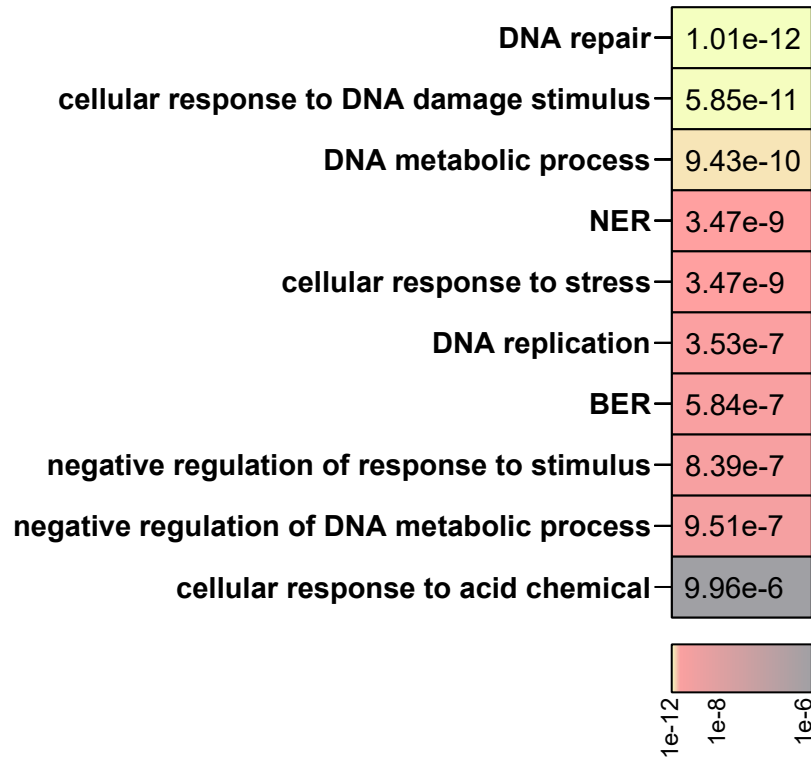 DNA repair 1.01e-12
cellular response to DNA damage stimulus 5.85e-11
DNA metabolic process 9.43e-10
NER 3.47e-9
cellular response to stress 3.47e-9
DNA replication 3.53e-7
BER 5.84e-7
negative regulation of response to stimulus 8.39e-7
negative regulation of DNA metabolic process 9.51e-7
cellular response to acid chemical 9.96e-6
1e-12
1e-8
1e-6